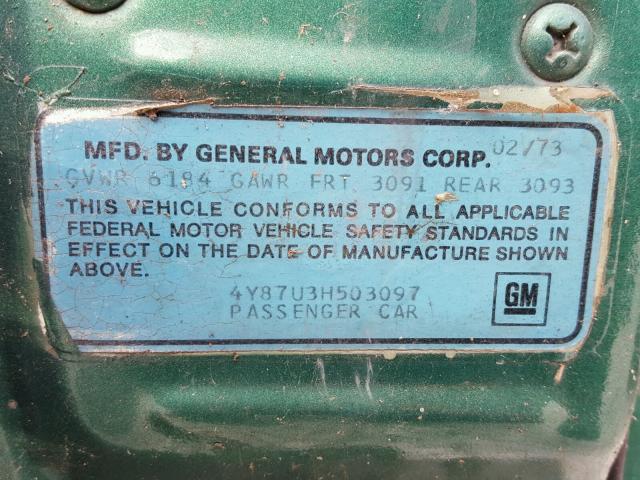 MFD. BY GENERAL MOTORS CORP. 02/73
GVWR 6184 GAWR FRT 3091 REAR 3093
THIS VEHICLE CONFORMS TO ALL APPLICABLE
FEDERAL MOTOR VEHICLE SAFETY STANDARDS IN
EFFECT ON THE DATE OF MANUFACTURE SHOWN
ABOVE.
4Y87U3H503097
PASSENGER CAR
GM